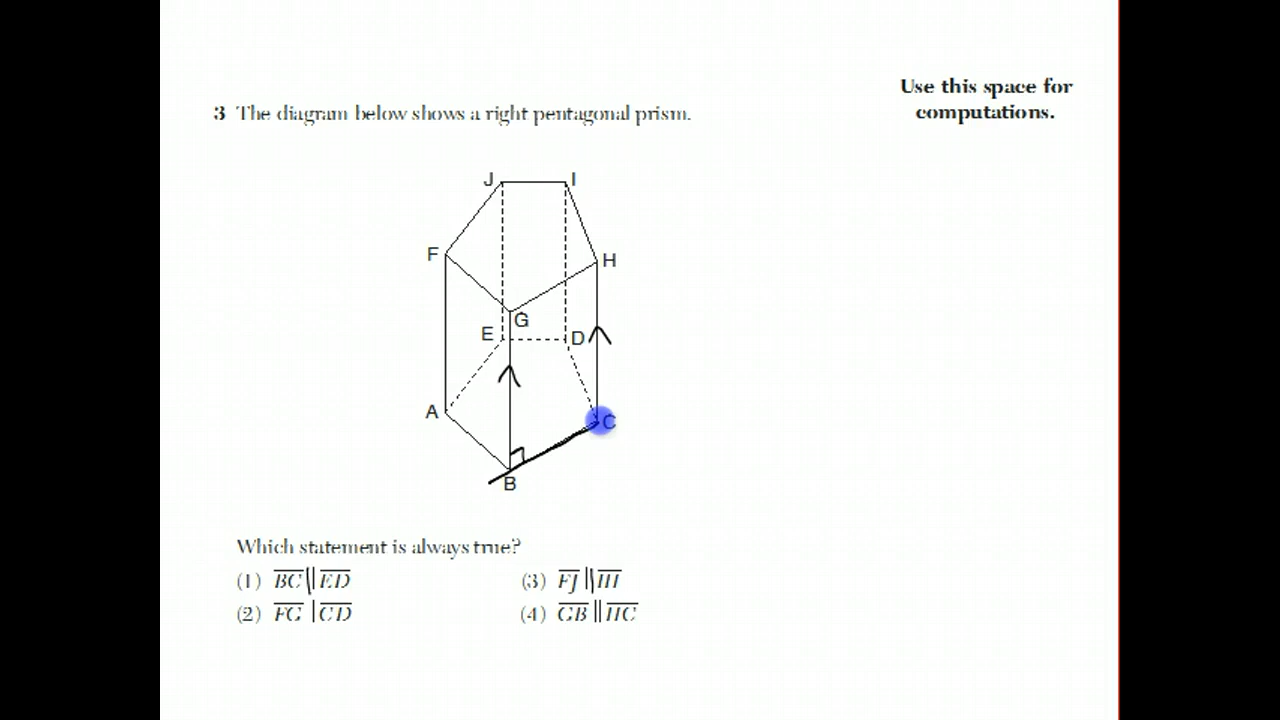 Use this space for
computations.
3 The diagram below shows a right pentagonal prism.
J I
F H
G
E D
A C
B
Which statement is always true?
(1) BC || ED (3) FJ || IH
(2) FG || CD (4) GB || HC